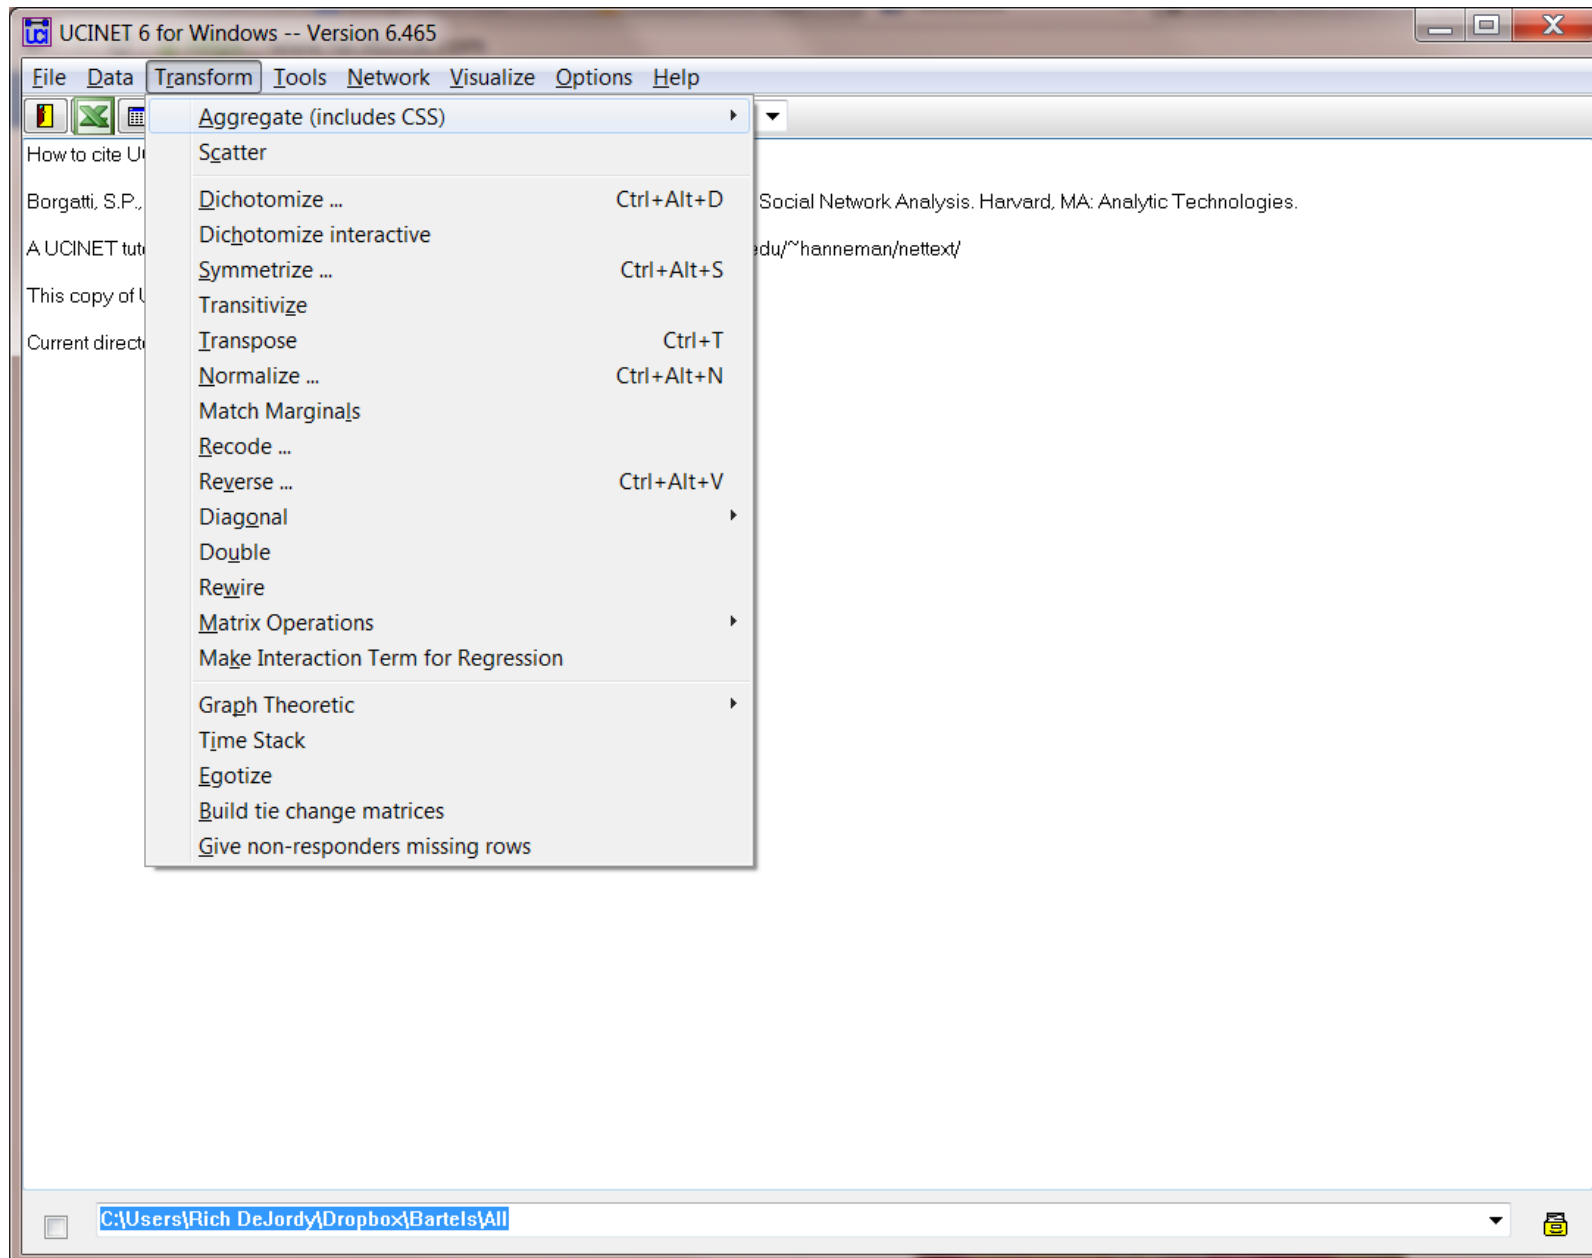 UCINET 6 for Windows -- Version 6.465
File Data Transform Tools Network Visualize Options Help
Aggregate (includes CSS)
How to cite
Scatter
Borgatti, S.P.,
Dichotomize ... Ctrl+Alt+D
Social Network Analysis. Harvard, MA: Analytic Technologies.
Dichotomize interactive
A UCINET
edu/~hanneman/nettext/
Symmetrize ... Ctrl+Alt+S
This copy of
Transitivize
Current
Transpose Ctrl+T
Normalize ... Ctrl+Alt+N
Match Marginals
Recode ...
Reverse ... Ctrl+Alt+V
Diagonal
Double
Rewire
Matrix Operations
Make Interaction Term for Regression
Graph Theoretic
Time Stack
Egotize
Build tie change matrices
Give non-responders missing rows
C:\Users\Rich DeJordy\Dropbox\Bartels\All